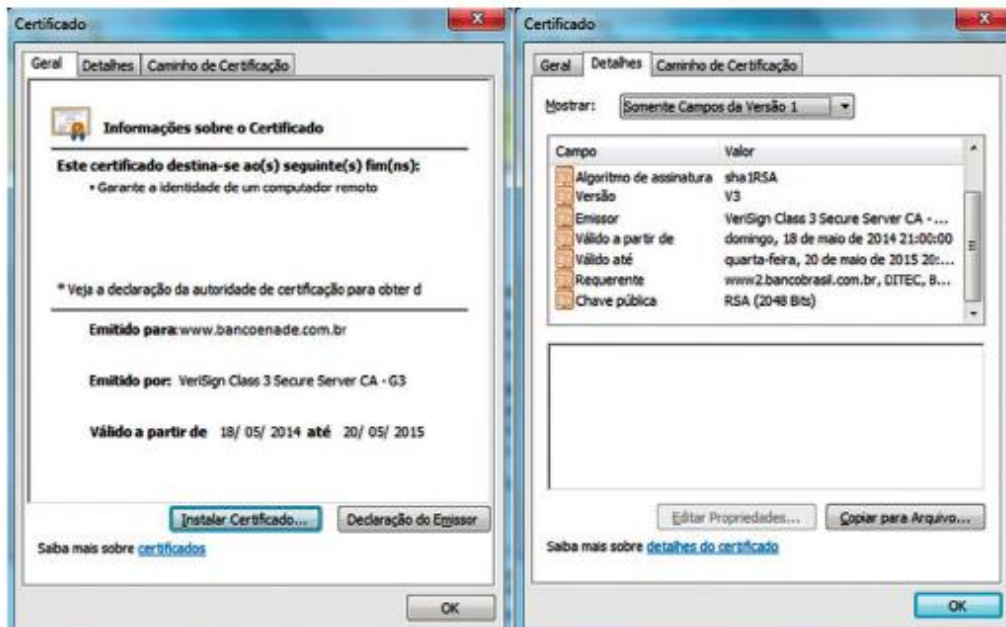 Certificado
Geral Detalhes Caminho de Certificação
Informações sobre o Certificado
Este certificado destina-se ao(s) seguinte(s) fim(ns):
• Garante a identidade de um computador remoto
* Veja a declaração da autoridade de certificação para obter d
Emitido para: www.bancoenade.com.br
Emitido por: VeriSign Class 3 Secure Server CA - G3
Válido a partir de 18/ 05/ 2014 até 20/ 05/ 2015
Instalar Certificado... Declaração do Emissor
Saiba mais sobre certificados
OK
Certificado
Geral Detalhes Caminho de Certificação
Mostrar: Somente Campos da Versão 1
Campo Valor
Algoritmo de assinatura sha1RSA
Versão V3
Emissor VeriSign Class 3 Secure Server CA - ...
Válido a partir de domingo, 18 de maio de 2014 21:00:00
Válido até quarta-feira, 20 de maio de 2015 20:...
Requerente www2.bancobrasil.com.br, DITEC, B...
Chave pública RSA (2048 Bits)
Editar Propriedades... Copiar para Arquivo...
Saiba mais sobre detalhes do certificado
OK